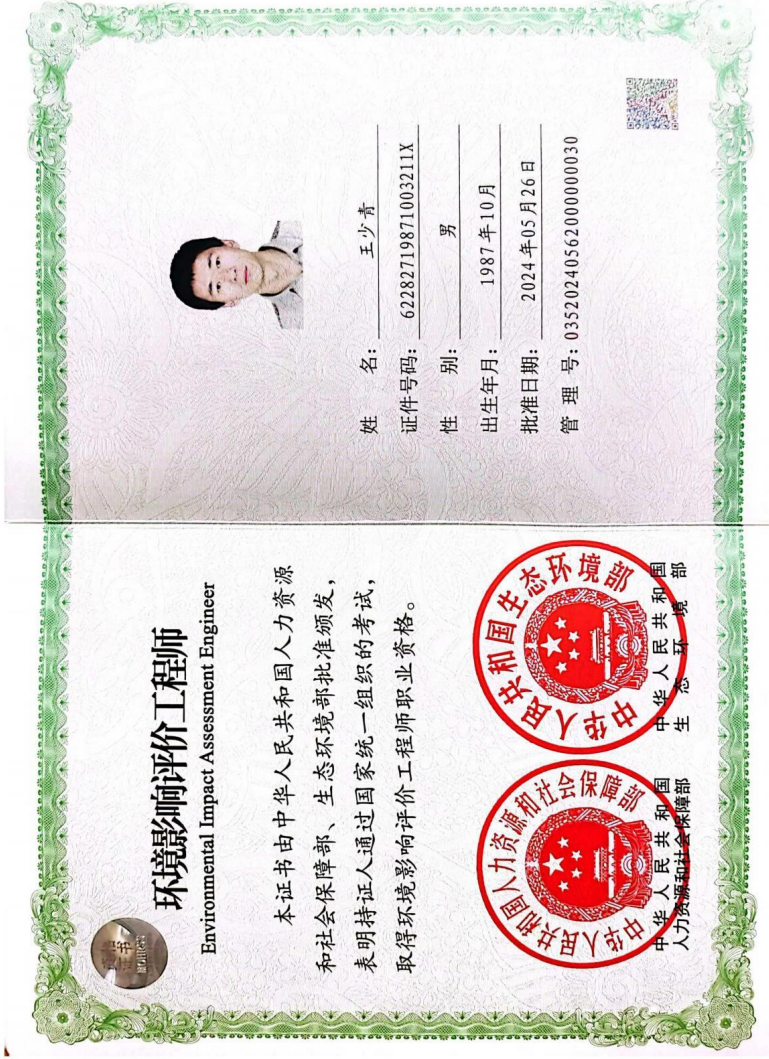 环境影响评价工程师
Environmental Impact Assessment Engineer
本证书由中华人民共和国人力资源
和社会保障部、生态环境部批准颁发，
表明持证人通过国家统一组织的考试，
取得环境影响评价工程师职业资格。
中华人民共和国人力资源和社会保障部
中华人民共和国
人力资源和社会保障部
中华人民共和国生态环境部
中华人民共和国
生态环境部
姓 名： 王少青
证件号码： 62282719871003211X
性 别： 男
出生年月： 1987年10月
批准日期： 2024年05月26日
管 理 号： 03520240562000000030